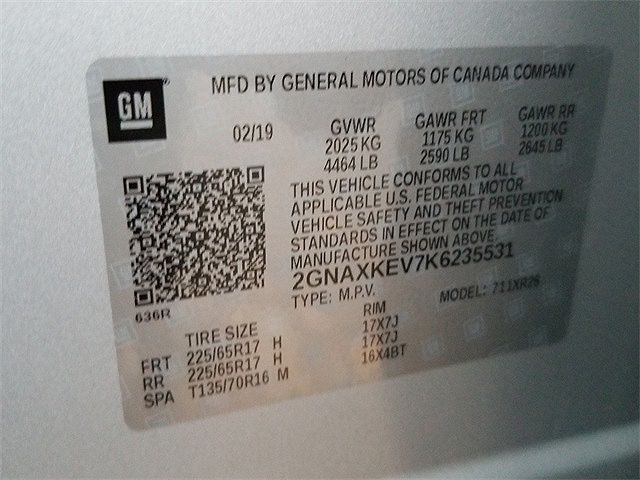 GM
MFD BY GENERAL MOTORS OF CANADA COMPANY
02/19
GVWR
2025 KG
4464 LB
GAWR FRT
1175 KG
2590 LB
GAWR RR
1200 KG
2645 LB
THIS VEHICLE CONFORMS TO ALL
APPLICABLE U.S. FEDERAL MOTOR
VEHICLE SAFETY AND THEFT PREVENTION
STANDARDS IN EFFECT ON THE DATE OF
MANUFACTURE SHOWN ABOVE.
2GNAXKEV7K6235531
TYPE: M.P.V.
MODEL: 711XR26
636R
TIRE SIZE
RIM
FRT 225/65R17 H 17X7J
RR 225/65R17 H 17X7J
SPA T135/70R16 M 16X4BT